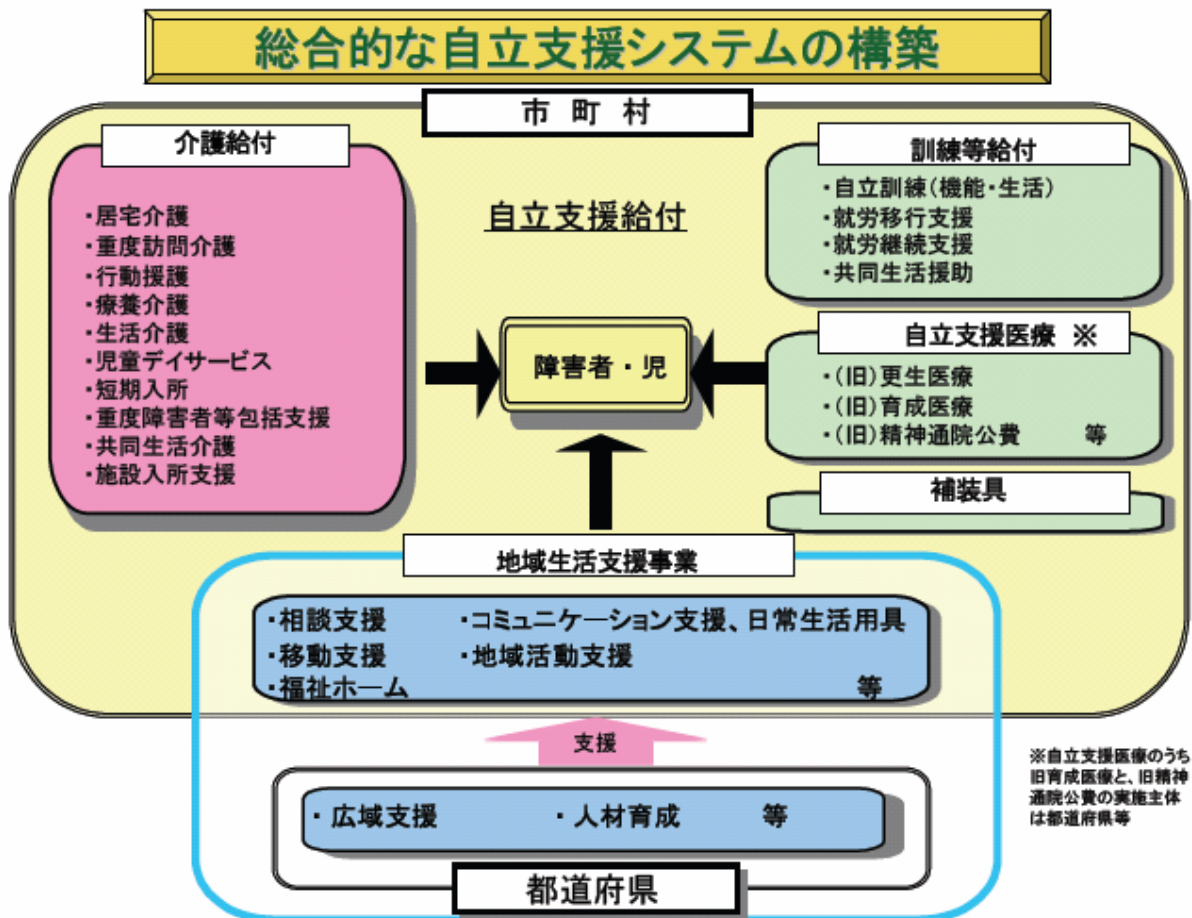 総合的な自立支援システムの構築
市 町 村
介護給付
・居宅介護
・重度訪問介護
・行動援護
・療養介護
・生活介護
・児童デイサービス
・短期入所
・重度障害者等包括支援
・共同生活介護
・施設入所支援
自立支援給付
訓練等給付
・自立訓練(機能・生活)
・就労移行支援
・就労継続支援
・共同生活援助
障害者・児
自立支援医療 ※
・(旧)更生医療
・(旧)育成医療
・(旧)精神通院公費 等
補装具
地域生活支援事業
・相談支援 ・コミュニケーション支援、日常生活用具
・移動支援 ・地域活動支援
・福祉ホーム 等
支援
・広域支援 ・人材育成 等
都道府県
※自立支援医療のうち
旧育成医療と、旧精神
通院公費の実施主体
は都道府県等